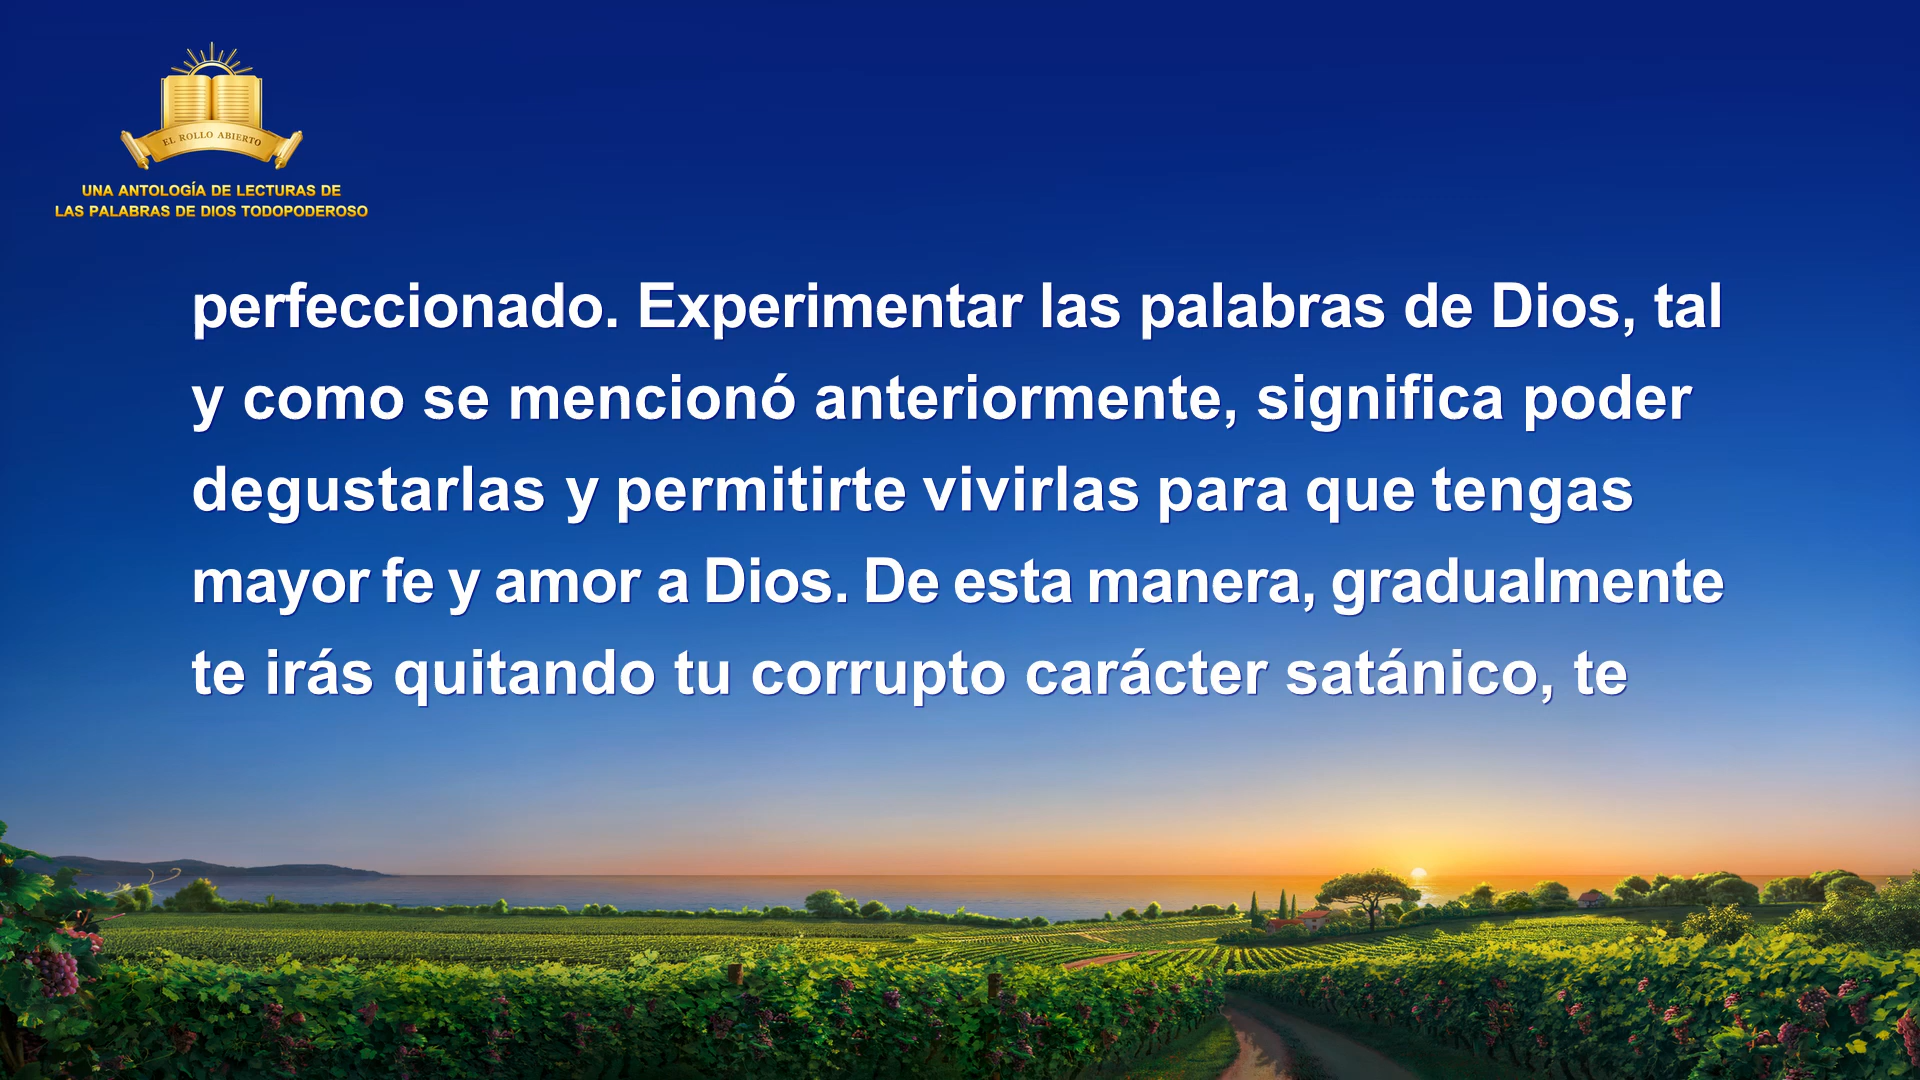 EL ROLLO ABIERTO
UNA ANTOLOGÍA DE LECTURAS DE
LAS PALABRAS DE DIOS TODOPODEROSO
perfeccionado. Experimentar las palabras de Dios, tal
y como se mencionó anteriormente, significa poder
degustarlas y permitirte vivirlas para que tengas
mayor fe y amor a Dios. De esta manera, gradualmente
te irás quitando tu corrupto carácter satánico, te